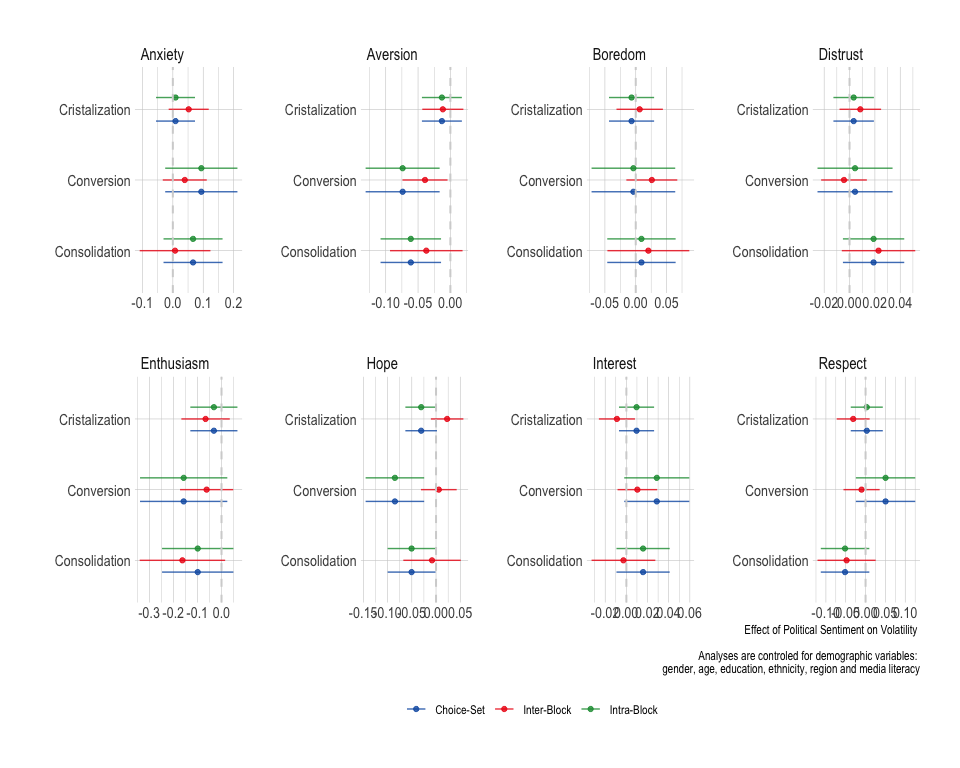 Anxiety
Aversion
Boredom
Distrust
Cristalization
Cristalization
Cristalization
Cristalization
Conversion
Conversion
Conversion
Conversion
Consolidation
Consolidation
Consolidation
Consolidation
-0.1 0.0 0.1 0.2
-0.10 -0.05 0.00
-0.05 0.00 0.05
-0.02 0.00 0.02 0.04
Enthusiasm
Hope
Interest
Respect
Cristalization
Cristalization
Cristalization
Cristalization
Conversion
Conversion
Conversion
Conversion
Consolidation
Consolidation
Consolidation
Consolidation
-0.3 -0.2 -0.1 0.0
-0.15 -0.10 -0.05 0.00 0.05
-0.02 0.00 0.02 0.04 0.06
-0.10 -0.05 0.00 0.05 0.10
Effect of Political Sentiment on Volatility
Analyses are controled for demographic variables:
gender, age, education, ethnicity, region and media literacy
Choice-Set Inter-Block Intra-Block